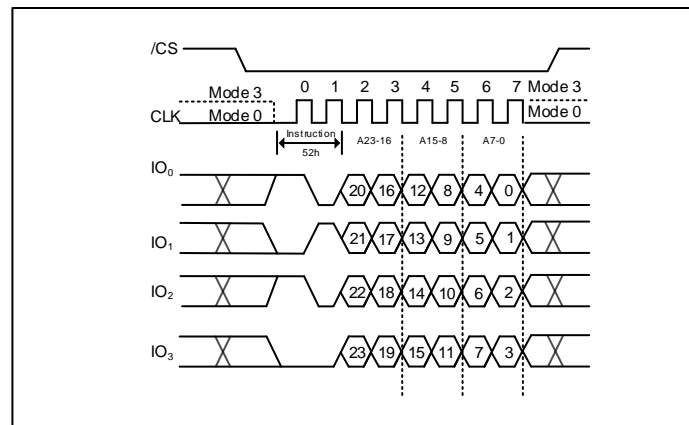 /CS
0 1 2 3 4 5 6 7
Mode 3 Mode 3
CLK Mode 0 Mode 0
Instruction A23-16 A15-8 A7-0
52h
IO0
20 16 12 8 4 0
IO1
21 17 13 9 5 1
IO2
22 18 14 10 6 2
IO3
23 19 15 11 7 3